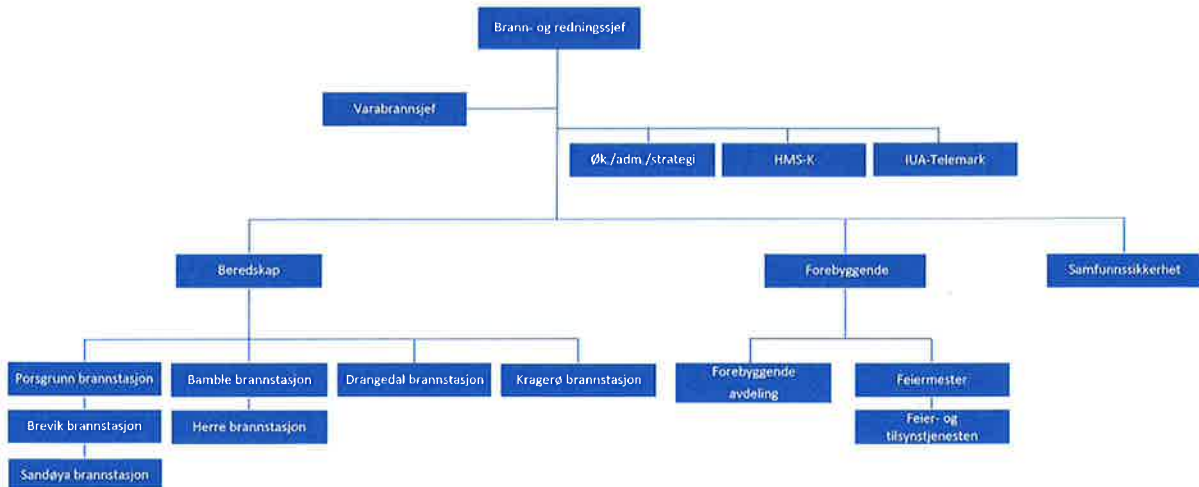 Brann- og redningssjef
Varabrannsjef
Øk./adm./strategi
HMS-K
IUA-Telemark
Beredskap
Forebyggende
Samfunnssikkerhet
Porsgrunn brannstasjon
Bamble brannstasjon
Drangedal brannstasjon
Kragerø brannstasjon
Forebyggende
avdeling
Feiermester
Brevik brannstasjon
Herre brannstasjon
Feier- og
tilsynstjenesten
Sandøya brannstasjon